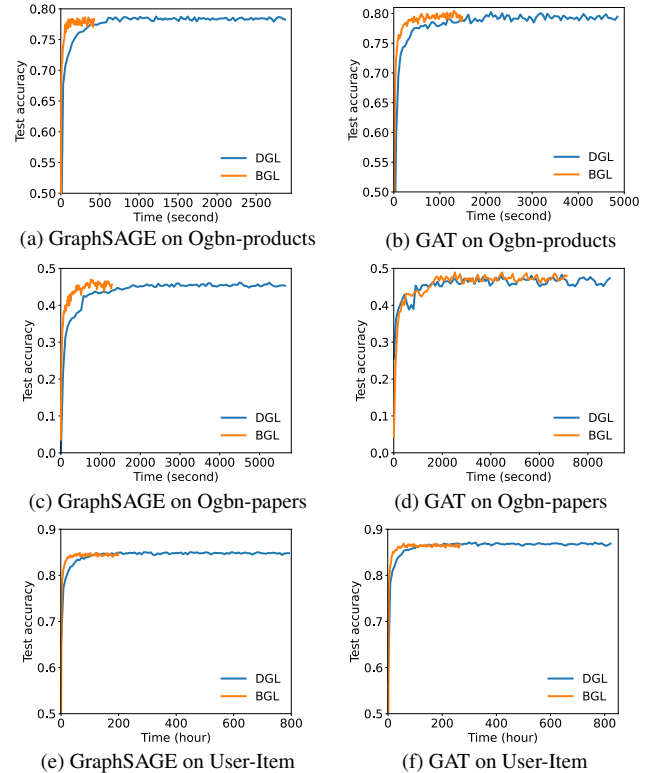 0.80
0.75
0.70
0.65
0.60
0.55
0.50
Test accuracy
DGL
BGL
0 500 1000 1500 2000 2500
Time (second)
(a) GraphSAGE on Ogbn-products
0.80
0.75
0.70
0.65
0.60
0.55
0.50
Test accuracy
DGL
BGL
0 1000 2000 3000 4000 5000
Time (second)
(b) GAT on Ogbn-products
0.5
0.4
0.3
0.2
0.1
0.0
Test accuracy
DGL
BGL
0 1000 2000 3000 4000 5000
Time (second)
(c) GraphSAGE on Ogbn-papers
0.5
0.4
0.3
0.2
0.1
0.0
Test accuracy
DGL
BGL
0 2000 4000 6000 8000
Time (second)
(d) GAT on Ogbn-papers
0.9
0.8
0.7
0.6
0.5
Test accuracy
DGL
BGL
0 200 400 600 800
Time (hour)
(e) GraphSAGE on User-Item
0.9
0.8
0.7
0.6
0.5
Test accuracy
DGL
BGL
0 200 400 600 800
Time (hour)
(f) GAT on User-Item